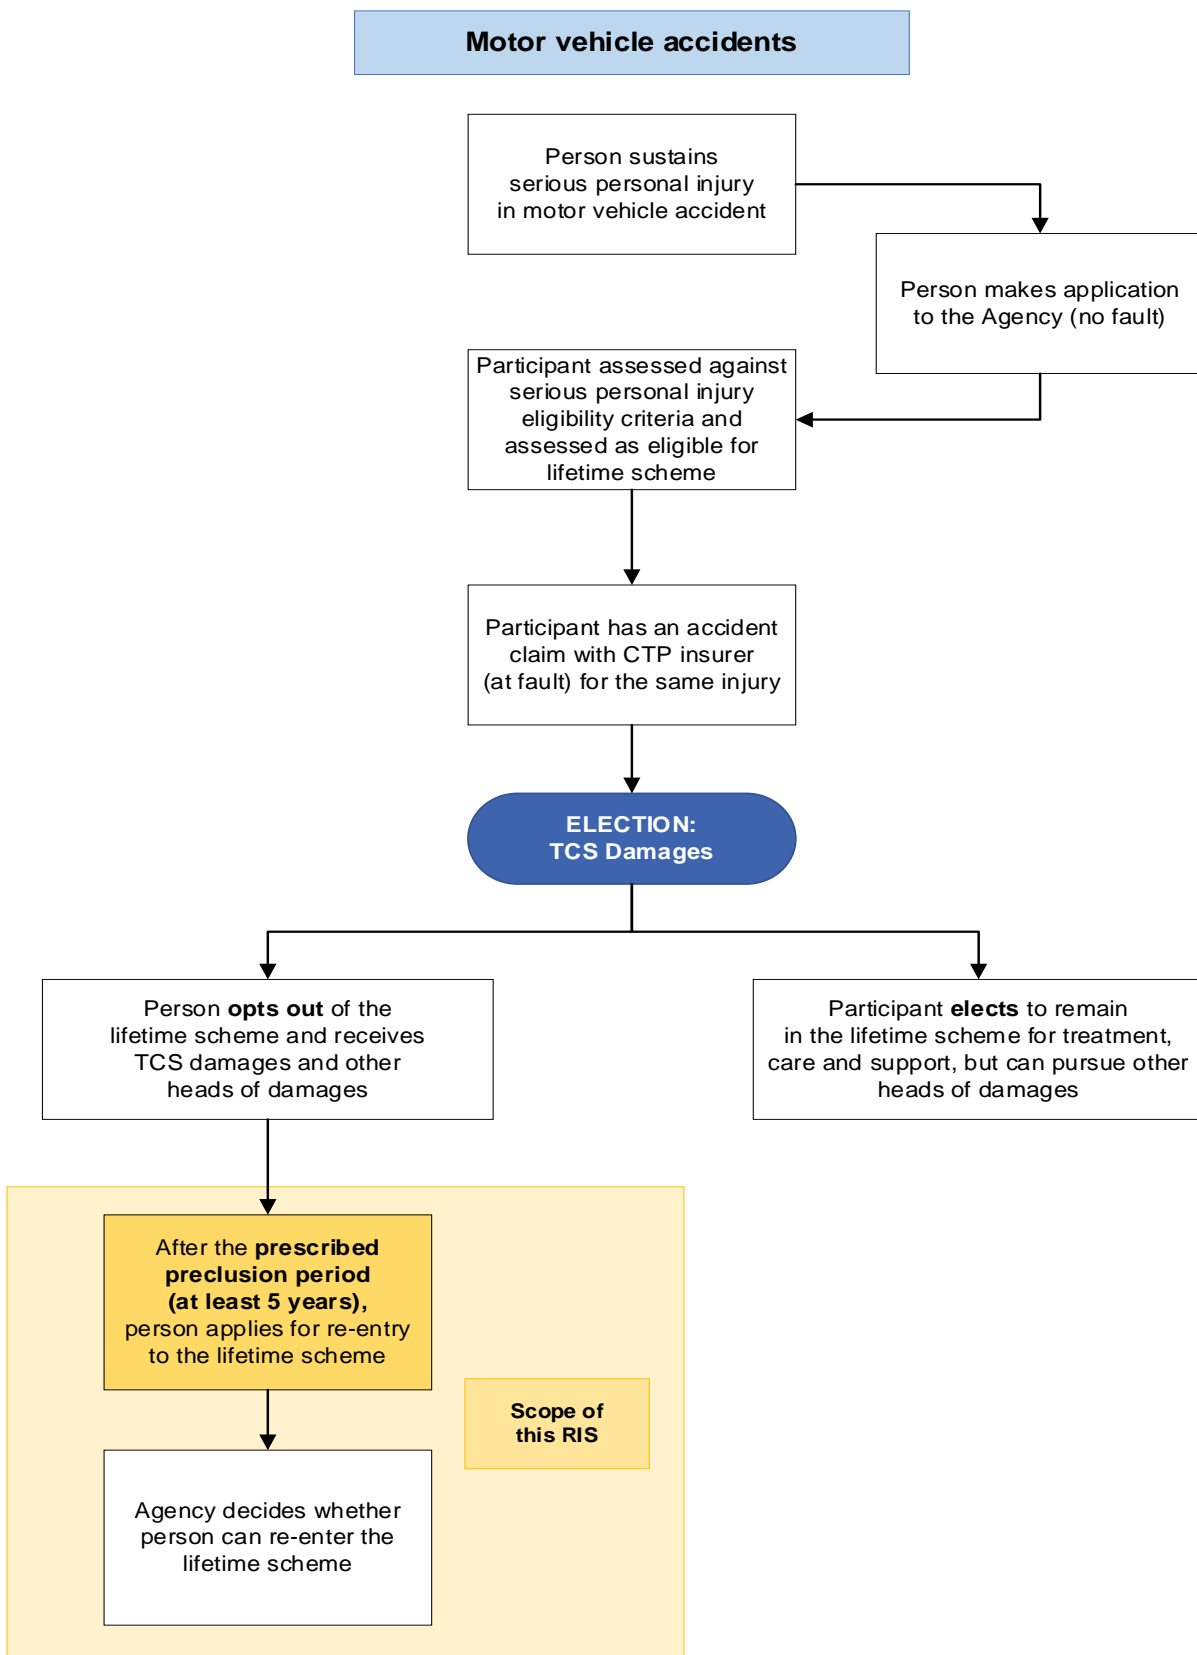 Motor vehicle accidents
Person sustains
serious personal injury
in motor vehicle accident
Person makes application
to the Agency (no fault)
Participant assessed against
serious personal injury
eligibility criteria and
assessed as eligible for
lifetime scheme
Participant has an accident
claim with CTP insurer
(at fault) for the same injury
ELECTION:
TCS Damages
Person opts out of the
lifetime scheme and receives
TCS damages and other
heads of damages
Participant elects to remain
in the lifetime scheme for treatment,
care and support, but can pursue other
heads of damages
After the prescribed
preclusion period
(at least 5 years),
person applies for re-entry
to the lifetime scheme
Scope of
this RIS
Agency decides whether
person can re-enter the
lifetime scheme